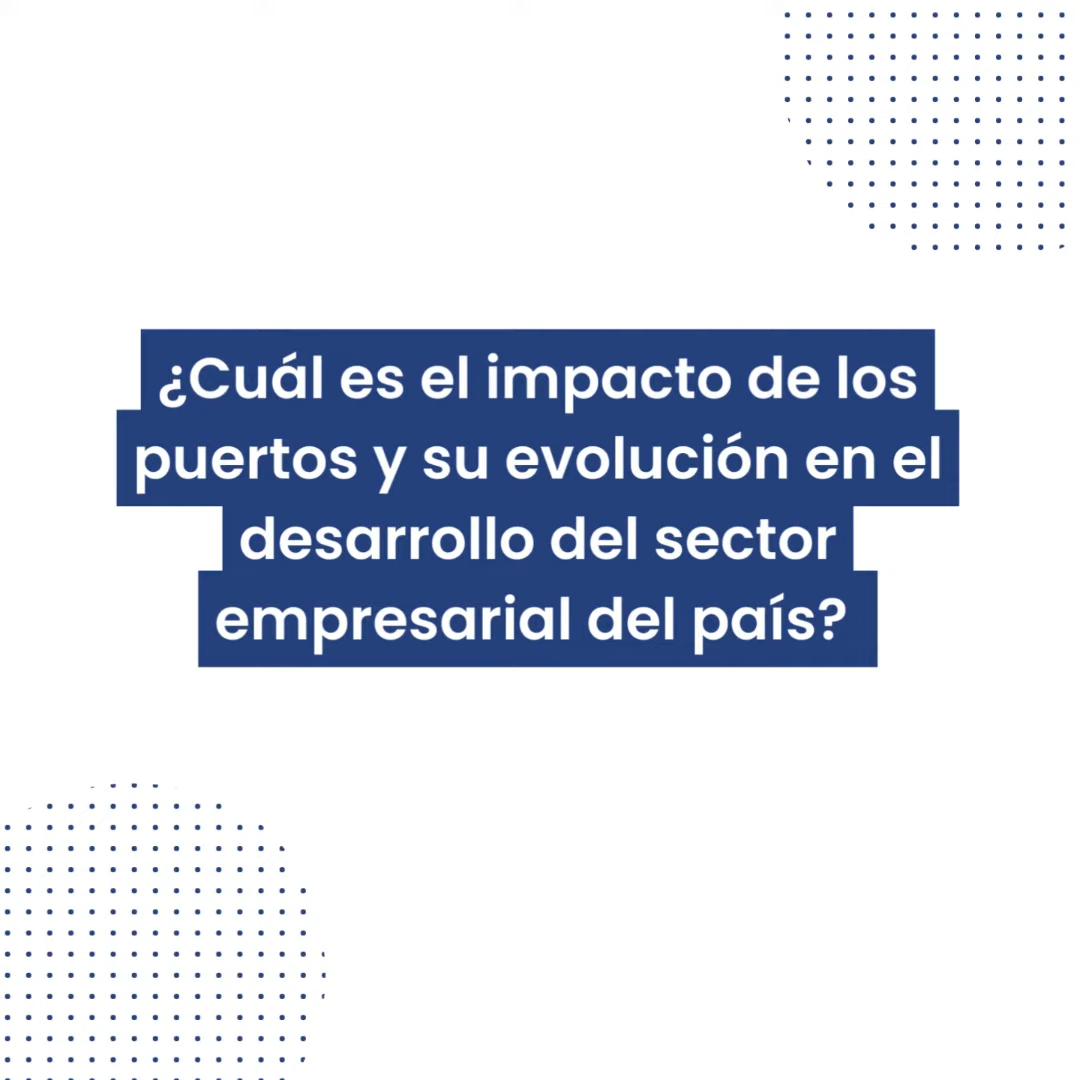 ¿Cuál es el impacto de los
puertos y su evolución en el
desarrollo del sector
empresarial del país?